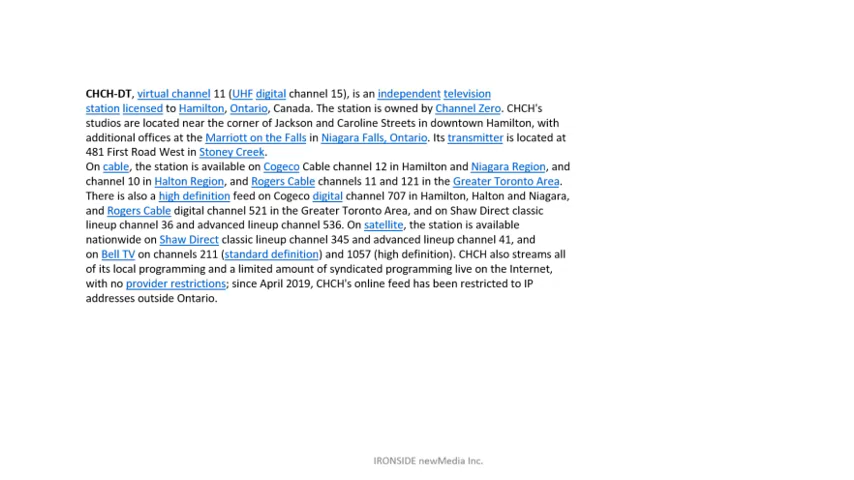 CHCH-DT, virtual channel 11 (UHF digital channel 15), is an independent television
station licensed to Hamilton, Ontario, Canada. The station is owned by Channel Zero. CHCH's
studios are located near the corner of Jackson and Caroline Streets in downtown Hamilton, with
additional offices at the Marriott on the Falls in Niagara Falls, Ontario. Its transmitter is located at
481 First Road West in Stoney Creek.
On cable, the station is available on Cogeco Cable channel 12 in Hamilton and Niagara Region, and
channel 10 in Halton Region, and Rogers Cable channels 11 and 121 in the Greater Toronto Area.
There is also a high definition feed on Cogeco digital channel 707 in Hamilton, Halton and Niagara,
and Rogers Cable digital channel 521 in the Greater Toronto Area, and on Shaw Direct classic
lineup channel 36 and advanced lineup channel 536. On satellite, the station is available
nationwide on Shaw Direct classic lineup channel 345 and advanced lineup channel 41, and
on Bell TV on channels 211 (standard definition) and 1057 (high definition). CHCH also streams all
of its local programming and a limited amount of syndicated programming live on the Internet,
with no provider restrictions; since April 2019, CHCH's online feed has been restricted to IP
addresses outside Ontario.
IRONSIDE newMedia Inc.